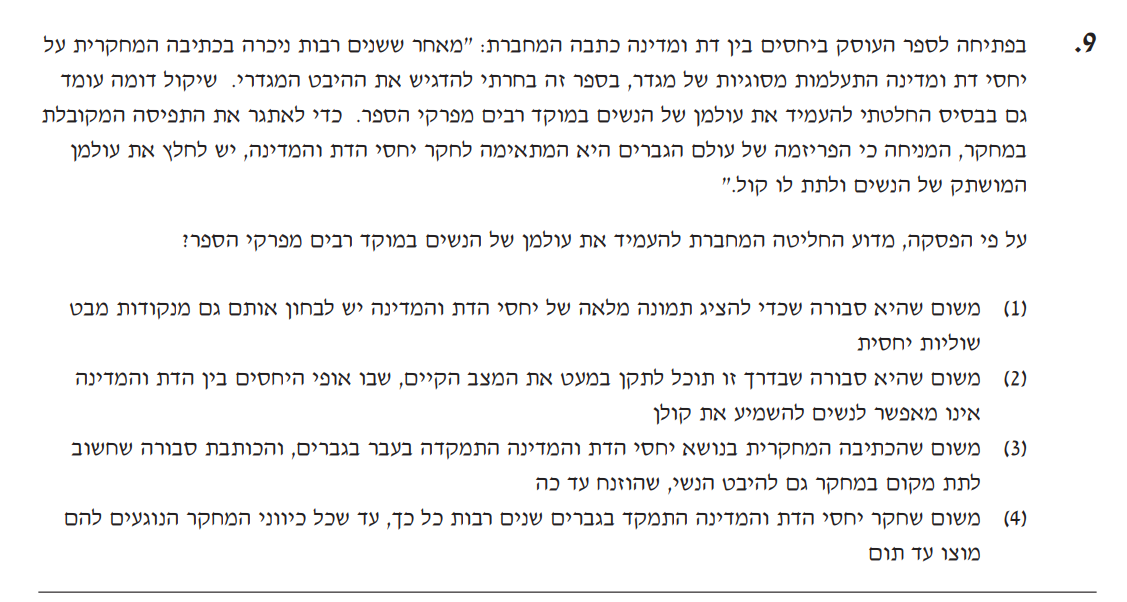 9. בפתיחה לספר העוסק ביחסים בין דת ומדינה כתבה המחברת: "מאחר ששנים רבות ניכרה בכתיבה המחקרית על
יחסי דת ומדינה התעלמות מסוגיות של מגדר, בספר זה בחרתי להדגיש את ההיבט המגדרי. שיקול דומה עומד
גם בבסיס החלטתי להעמיד את עולמן של הנשים במוקד רבים מפרקי הספר. כדי לאתגר את התפיסה המקובלת
במחקר, המניחה כי הפריזמה של עולם הגברים היא המתאימה לחקר יחסי הדת והמדינה, יש לחלץ את עולמן
המושתק של הנשים ולתת לו קול."
על פי הפסקה, מדוע החליטה המחברת להעמיד את עולמן של הנשים במוקד רבים מפרקי הספר?
(1) משום שהיא סבורה שכדי להציג תמונה מלאה של יחסי הדת והמדינה יש לבחון אותם גם מנקודות מבט
שוליות יחסית
(2) משום שהיא סבורה שבדרך זו תוכל לתקן במעט את המצב הקיים, שבו אופי היחסים בין הדת והמדינה
אינו מאפשר לנשים להשמיע את קולן
(3) משום שהכתיבה המחקרית בנושא יחסי הדת והמדינה התמקדה בעבר בגברים, והכותבת סבורה שחשוב
לתת מקום במחקר גם להיבט הנשי, שהוזנח עד כה
(4) משום שחקר יחסי הדת והמדינה התמקד בגברים שנים רבות כל כך, עד שכל כיווני המחקר הנוגעים להם
מוצו עד תום